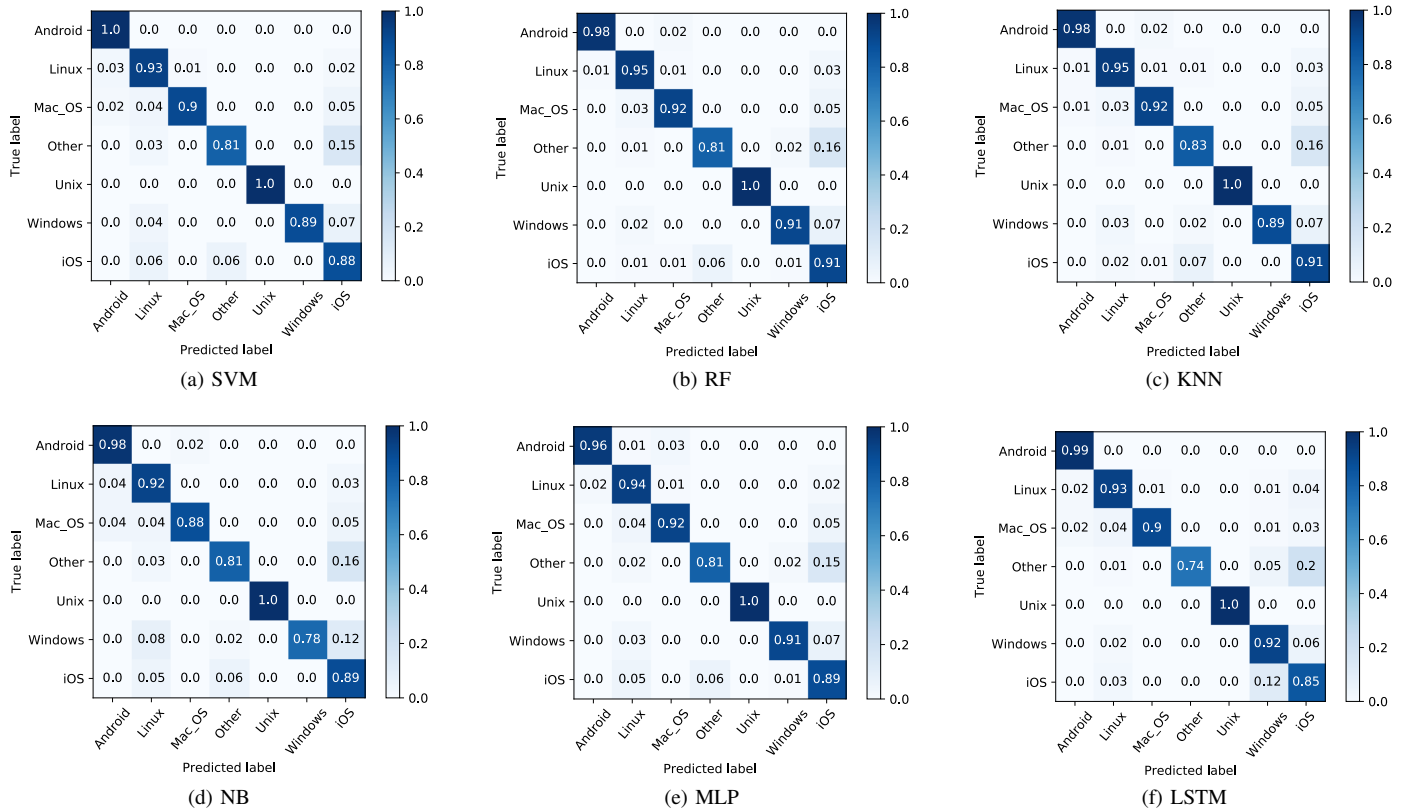 Android 1.0 0.0 0.0 0.0 0.0 0.0 0.0
Linux 0.03 0.93 0.01 0.0 0.0 0.0 0.02
Mac_OS 0.02 0.04 0.9 0.0 0.0 0.0 0.05
Other 0.0 0.03 0.0 0.81 0.0 0.0 0.15
Unix 0.0 0.0 0.0 0.0 1.0 0.0 0.0
Windows 0.0 0.04 0.0 0.0 0.0 0.89 0.07
iOS 0.0 0.06 0.0 0.06 0.0 0.0 0.88
True label
Android Linux Mac_OS Other Unix Windows iOS
Predicted label
1.0
0.8
0.6
0.4
0.2
0.0
(a) SVM
Android 0.98 0.0 0.02 0.0 0.0 0.0 0.0
Linux 0.01 0.95 0.01 0.0 0.0 0.0 0.03
Mac_OS 0.0 0.03 0.92 0.0 0.0 0.0 0.05
Other 0.0 0.01 0.0 0.81 0.0 0.02 0.16
Unix 0.0 0.0 0.0 0.0 1.0 0.0 0.0
Windows 0.0 0.02 0.0 0.0 0.0 0.91 0.07
iOS 0.0 0.01 0.01 0.06 0.0 0.01 0.91
True label
Android Linux Mac_OS Other Unix Windows iOS
Predicted label
1.0
0.8
0.6
0.4
0.2
0.0
(b) RF
Android 0.98 0.0 0.02 0.0 0.0 0.0 0.0
Linux 0.01 0.95 0.01 0.01 0.0 0.0 0.03
Mac_OS 0.01 0.03 0.92 0.0 0.0 0.0 0.05
Other 0.0 0.01 0.0 0.83 0.0 0.0 0.16
Unix 0.0 0.0 0.0 0.0 1.0 0.0 0.0
Windows 0.0 0.03 0.0 0.02 0.0 0.89 0.07
iOS 0.0 0.02 0.01 0.07 0.0 0.0 0.91
True label
Android Linux Mac_OS Other Unix Windows iOS
Predicted label
1.0
0.8
0.6
0.4
0.2
0.0
(c) KNN
Android 0.98 0.0 0.02 0.0 0.0 0.0 0.0
Linux 0.04 0.92 0.0 0.0 0.0 0.0 0.03
Mac_OS 0.04 0.04 0.88 0.0 0.0 0.0 0.05
Other 0.0 0.03 0.0 0.81 0.0 0.0 0.16
Unix 0.0 0.0 0.0 0.0 1.0 0.0 0.0
Windows 0.0 0.08 0.0 0.02 0.0 0.78 0.12
iOS 0.0 0.05 0.0 0.06 0.0 0.0 0.89
True label
Android Linux Mac_OS Other Unix Windows iOS
Predicted label
1.0
0.8
0.6
0.4
0.2
0.0
(d) NB
Android 0.96 0.01 0.03 0.0 0.0 0.0 0.0
Linux 0.02 0.94 0.01 0.0 0.0 0.0 0.02
Mac_OS 0.0 0.04 0.92 0.0 0.0 0.0 0.05
Other 0.0 0.02 0.0 0.81 0.0 0.02 0.15
Unix 0.0 0.0 0.0 0.0 1.0 0.0 0.0
Windows 0.0 0.03 0.0 0.0 0.0 0.91 0.07
iOS 0.0 0.05 0.0 0.06 0.0 0.01 0.89
True label
Android Linux Mac_OS Other Unix Windows iOS
Predicted label
1.0
0.8
0.6
0.4
0.2
0.0
(e) MLP
Android 0.99 0.0 0.0 0.0 0.0 0.0 0.0
Linux 0.02 0.93 0.01 0.0 0.0 0.01 0.04
Mac_OS 0.02 0.04 0.9 0.0 0.0 0.01 0.03
Other 0.0 0.01 0.0 0.74 0.0 0.05 0.2
Unix 0.0 0.0 0.0 0.0 1.0 0.0 0.0
Windows 0.0 0.02 0.0 0.0 0.0 0.92 0.06
iOS 0.0 0.03 0.0 0.0 0.0 0.12 0.85
True label
Android Linux Mac_OS Other Unix Windows iOS
Predicted label
1.0
0.8
0.6
0.4
0.2
0.0
(f) LSTM